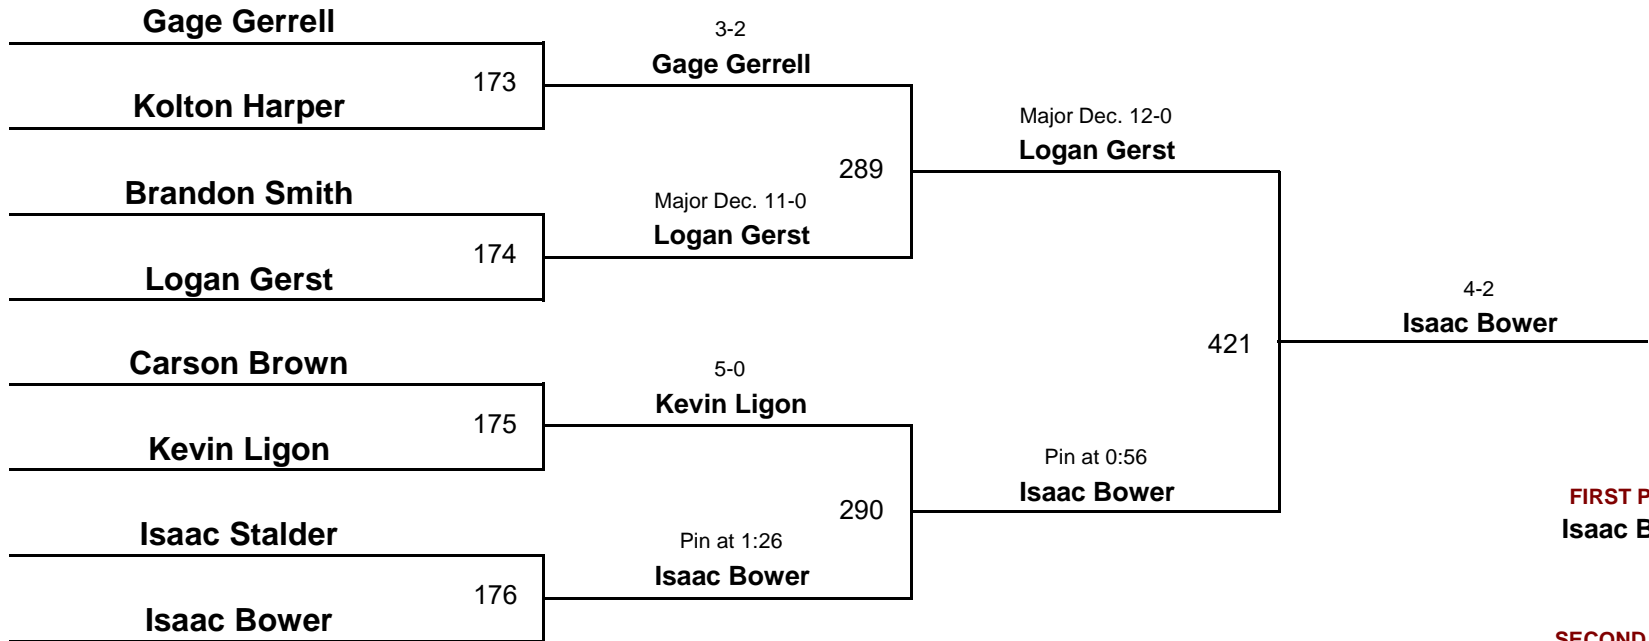 Gage Gerrell
3-2
Gage Gerrell
173
Kolton Harper
Major Dec. 12-0
Logan Gerst
289
Brandon Smith
Major Dec. 11-0
Logan Gerst
174
Logan Gerst
4-2
Isaac Bower
421
Carson Brown
5-0
Kevin Ligon
175
Kevin Ligon
Pin at 0:56
Isaac Bower
290
FIRST P
Isaac B
Isaac Stalder
Pin at 1:26
Isaac Bower
176
Isaac Bower
SECOND